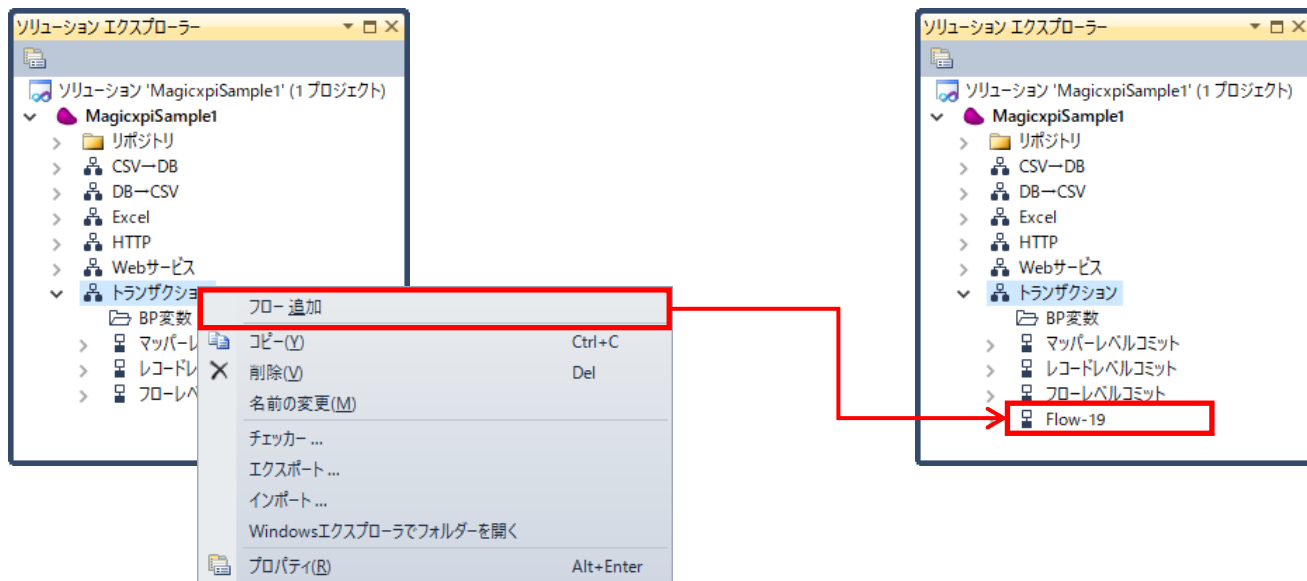 ソリューション エクスプローラー
ソリューション 'MagicxpiSample1' (1 プロジェクト)
MagicxpiSample1
リポジトリ
CSV→DB
DB→CSV
Excel
HTTP
Webサービス
トランザクショ
BP変数
マッパーレ
レコードレ
フローレベ
フロー 追加
コピー(Y) Ctrl+C
削除(V) Del
名前の変更(M)
チェッカー ...
エクスポート ...
インポート ...
Windowsエクスプローラでフォルダーを開く
プロパティ(R) Alt+Enter
ソリューション エクスプローラー
ソリューション 'MagicxpiSample1' (1 プロジェクト)
MagicxpiSample1
リポジトリ
CSV→DB
DB→CSV
Excel
HTTP
Webサービス
トランザクション
BP変数
マッパーレベルコミット
レコードレベルコミット
フローレベルコミット
Flow-19